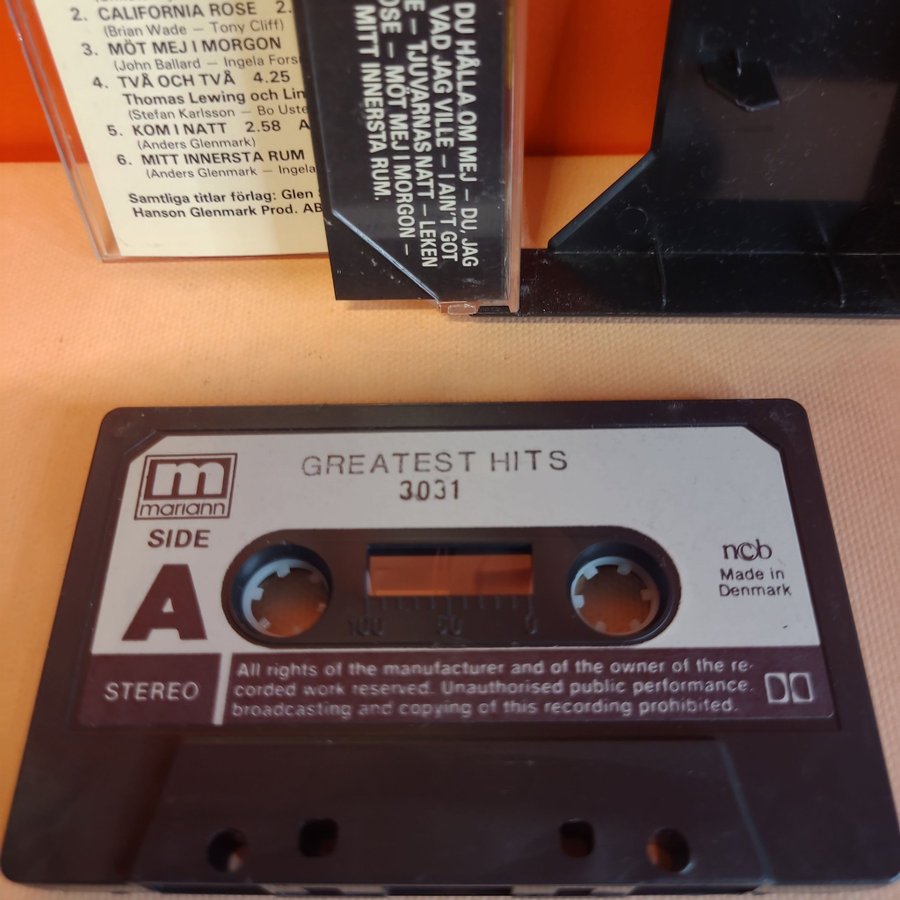 2. CALIFORNIA ROSE 2.
(Brian Wade – Tony Cliff)
3. MÖT MEJ I MORGON
(John Ballard – Ingela Fors
4. TVÅ OCH TVÅ 4.25
Thomas Lewing och Lin
(Stefan Karlsson – Bo Uste
5. KOM I NATT 2.58 A
(Anders Glenmark)
6. MITT INNERSTA RUM
(Anders Glenmark – Ingela
Samtliga titlar förlag: Glen
Hanson Glenmark Prod. AB
DU HÅLLA OM MEJ – DU, JAG
VAD JAG VILLE – I AIN'T GOT
E – TJUVARNAS NATT – LEKEN
OSE – MÖT MEJ I MORGON –
MITT INNERSTA RUM.
m
mariann
GREATEST HITS
3031
SIDE
A
100 50 0
ncb
Made in
Denmark
STEREO
All rights of the manufacturer and of the owner of the re-
corded work reserved. Unauthorised public performance.
broadcasting and copying of this recording prohibited.